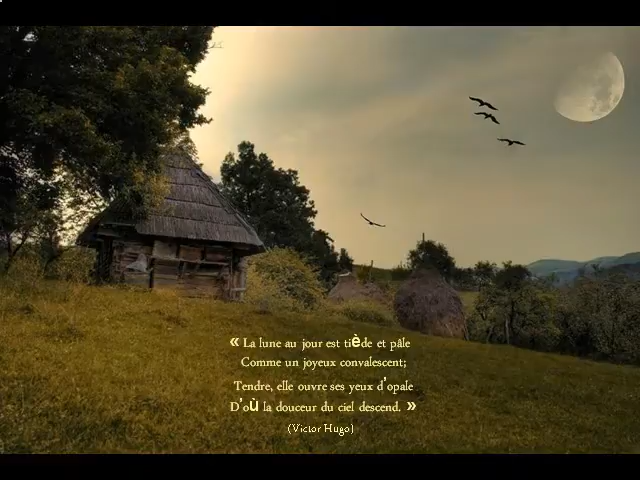 « La lune au jour est tiède et pâle
Comme un joyeux convalescent;
Tendre, elle ouvre ses yeux d'opale
D'où la douceur du ciel descend. »
(Victor Hugo)